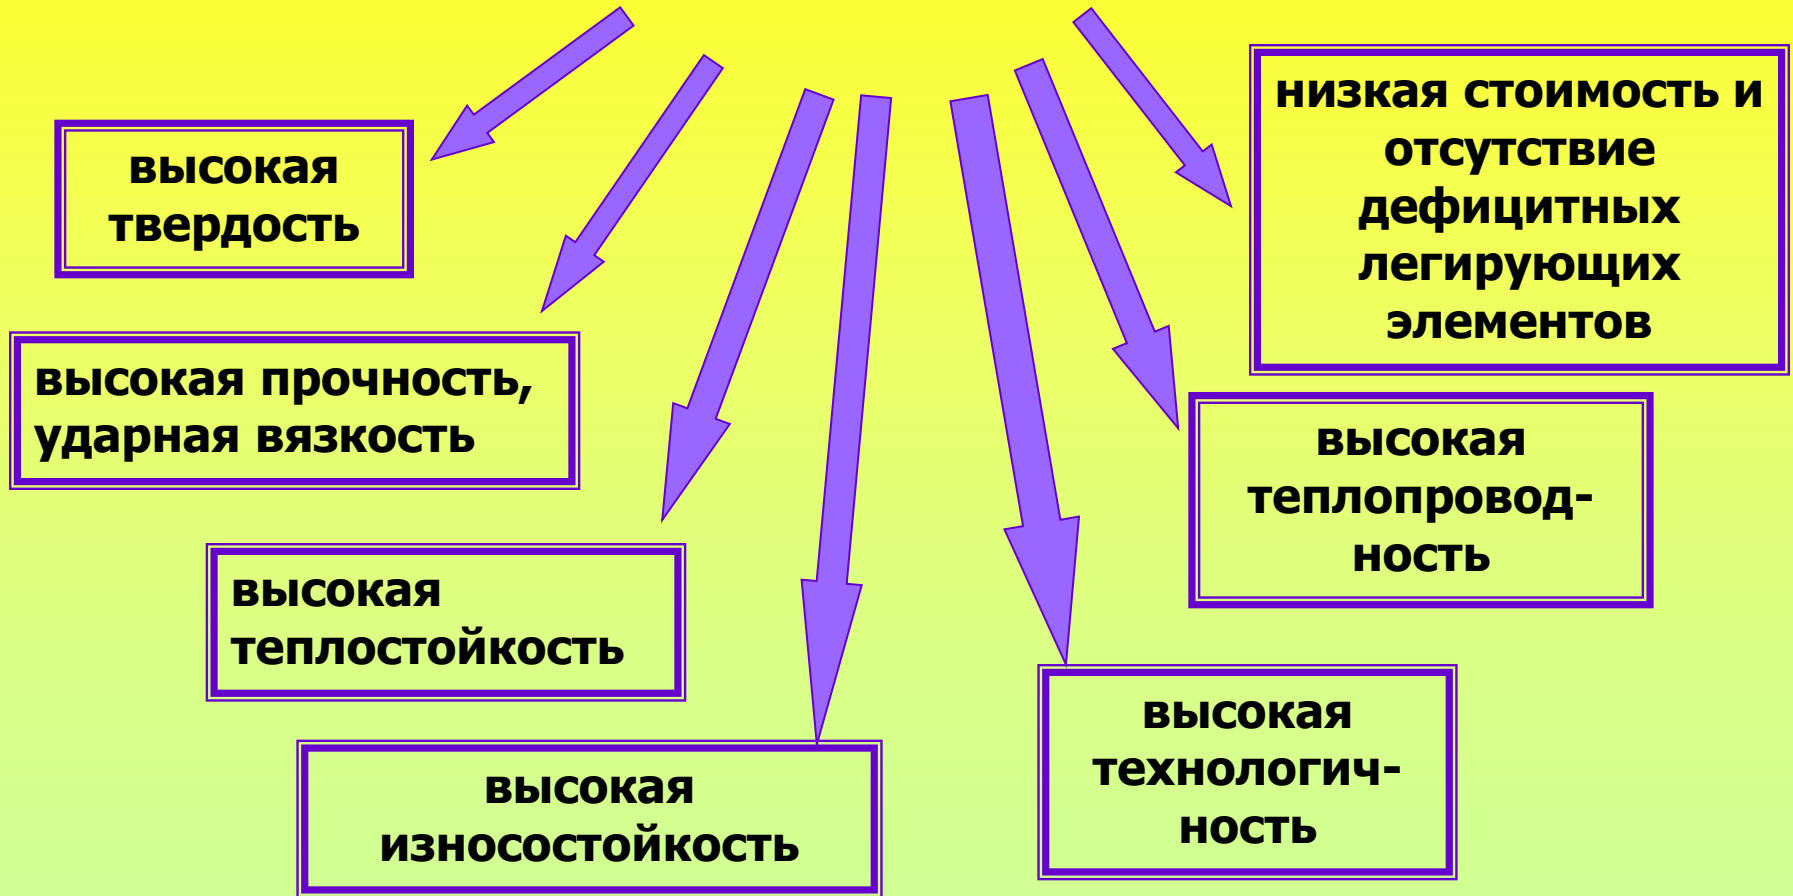 высокая
твердость
высокая прочность,
ударная вязкость
высокая
теплостойкость
высокая
износостойкость
высокая
технологич-
ность
высокая
теплопровод-
ность
низкая стоимость и
отсутствие
дефицитных
легирующих
элементов